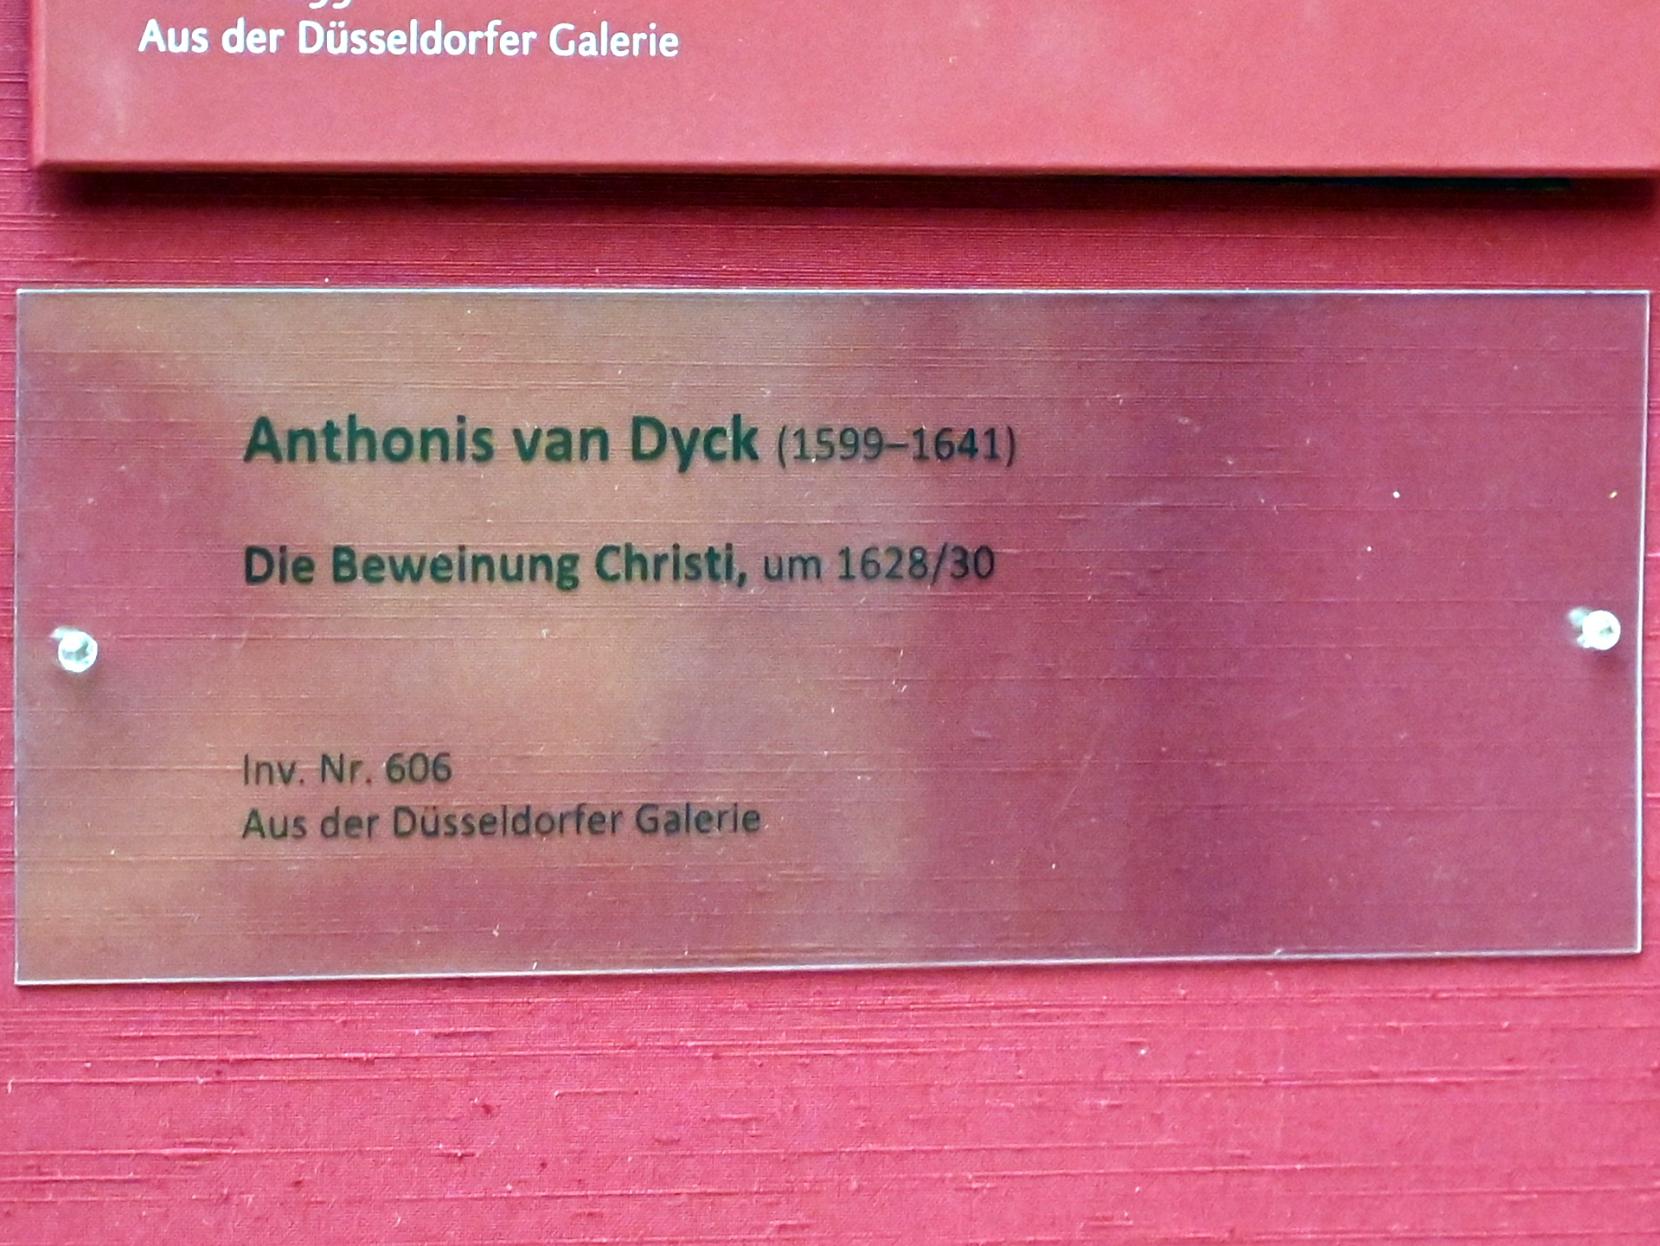 Aus der Düsseldorfer Galerie
Anthonis van Dyck (1599–1641)
Die Beweinung Christi, um 1628/30
Inv. Nr. 606
Aus der Düsseldorfer Galerie